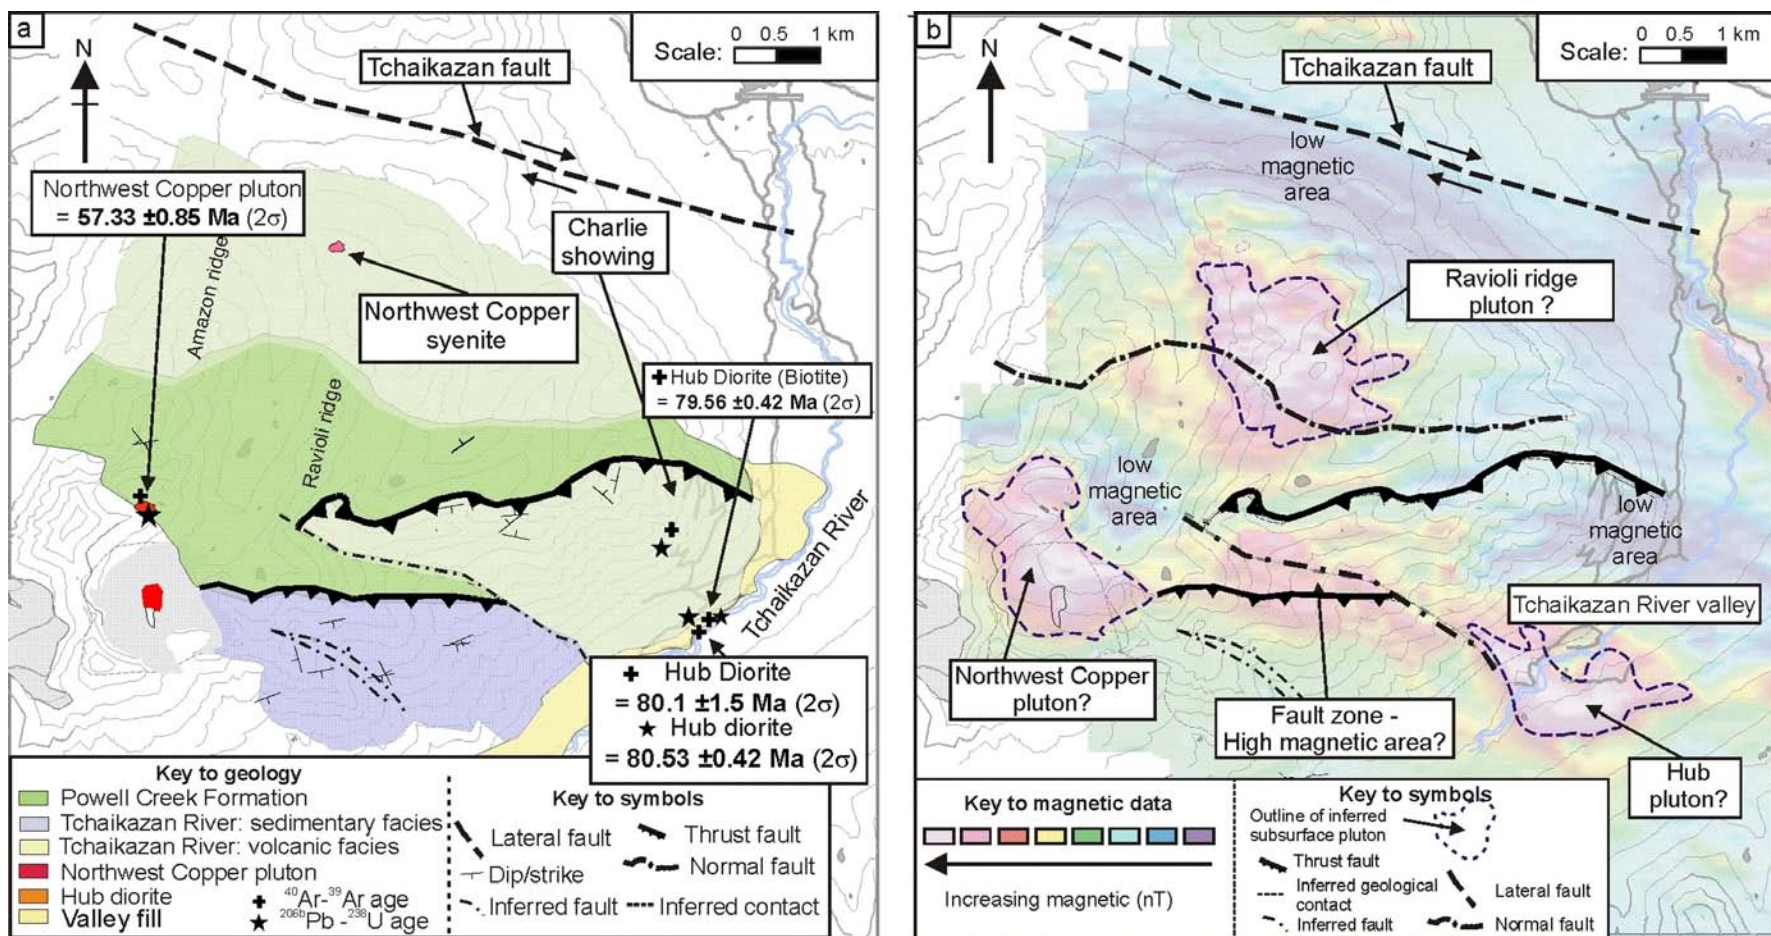 a
N
Scale: 0 0.5 1 km
Tchaikazan fault
Northwest Copper pluton
= 57.33 ±0.85 Ma (2σ)
Charlie
showing
Amazon ridge
Northwest Copper
syenite
Ravioli ridge
Hub Diorite (Biotite)
= 79.56 ±0.42 Ma (2σ)
Tchaikazan River
Hub Diorite
= 80.1 ±1.5 Ma (2σ)
Hub diorite
= 80.53 ±0.42 Ma (2σ)
Key to geology
Powell Creek Formation
Tchaikazan River: sedimentary facies
Tchaikazan River: volcanic facies
Northwest Copper pluton
Hub diorite
Valley fill
⁴⁰Ar-³⁹Ar age
²⁰⁶ᵇPb - ²³⁸U age
Key to symbols
Lateral fault
Thrust fault
Dip/strike
Normal fault
Inferred fault
Inferred contact
b
N
Scale: 0 0.5 1 km
Tchaikazan fault
low
magnetic
area
Ravioli ridge
pluton ?
low
magnetic
area
low
magnetic
area
Tchaikazan River valley
Northwest Copper
pluton?
Fault zone -
High magnetic area?
Hub
pluton?
Key to magnetic data
Increasing magnetic (nT)
Key to symbols
Outline of inferred
subsurface pluton
Thrust fault
Inferred geological
contact
Lateral fault
Inferred fault
Normal fault